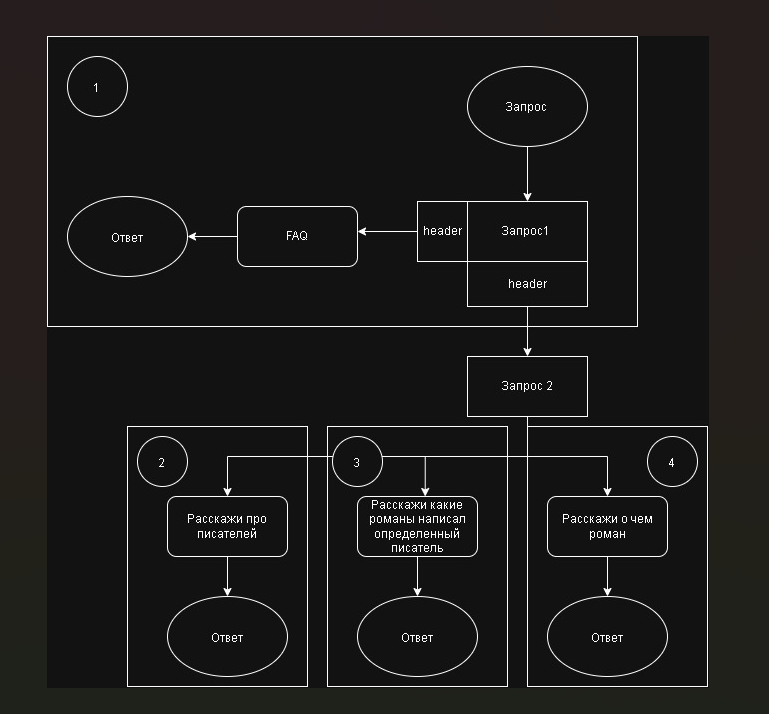 1
Запрос
Ответ
FAQ
header
Запрос1
header
Запрос 2
2
3
4
Расскажи про
писателей
Расскажи какие
романы написал
определенный
писатель
Расскажи о чем
роман
Ответ
Ответ
Ответ